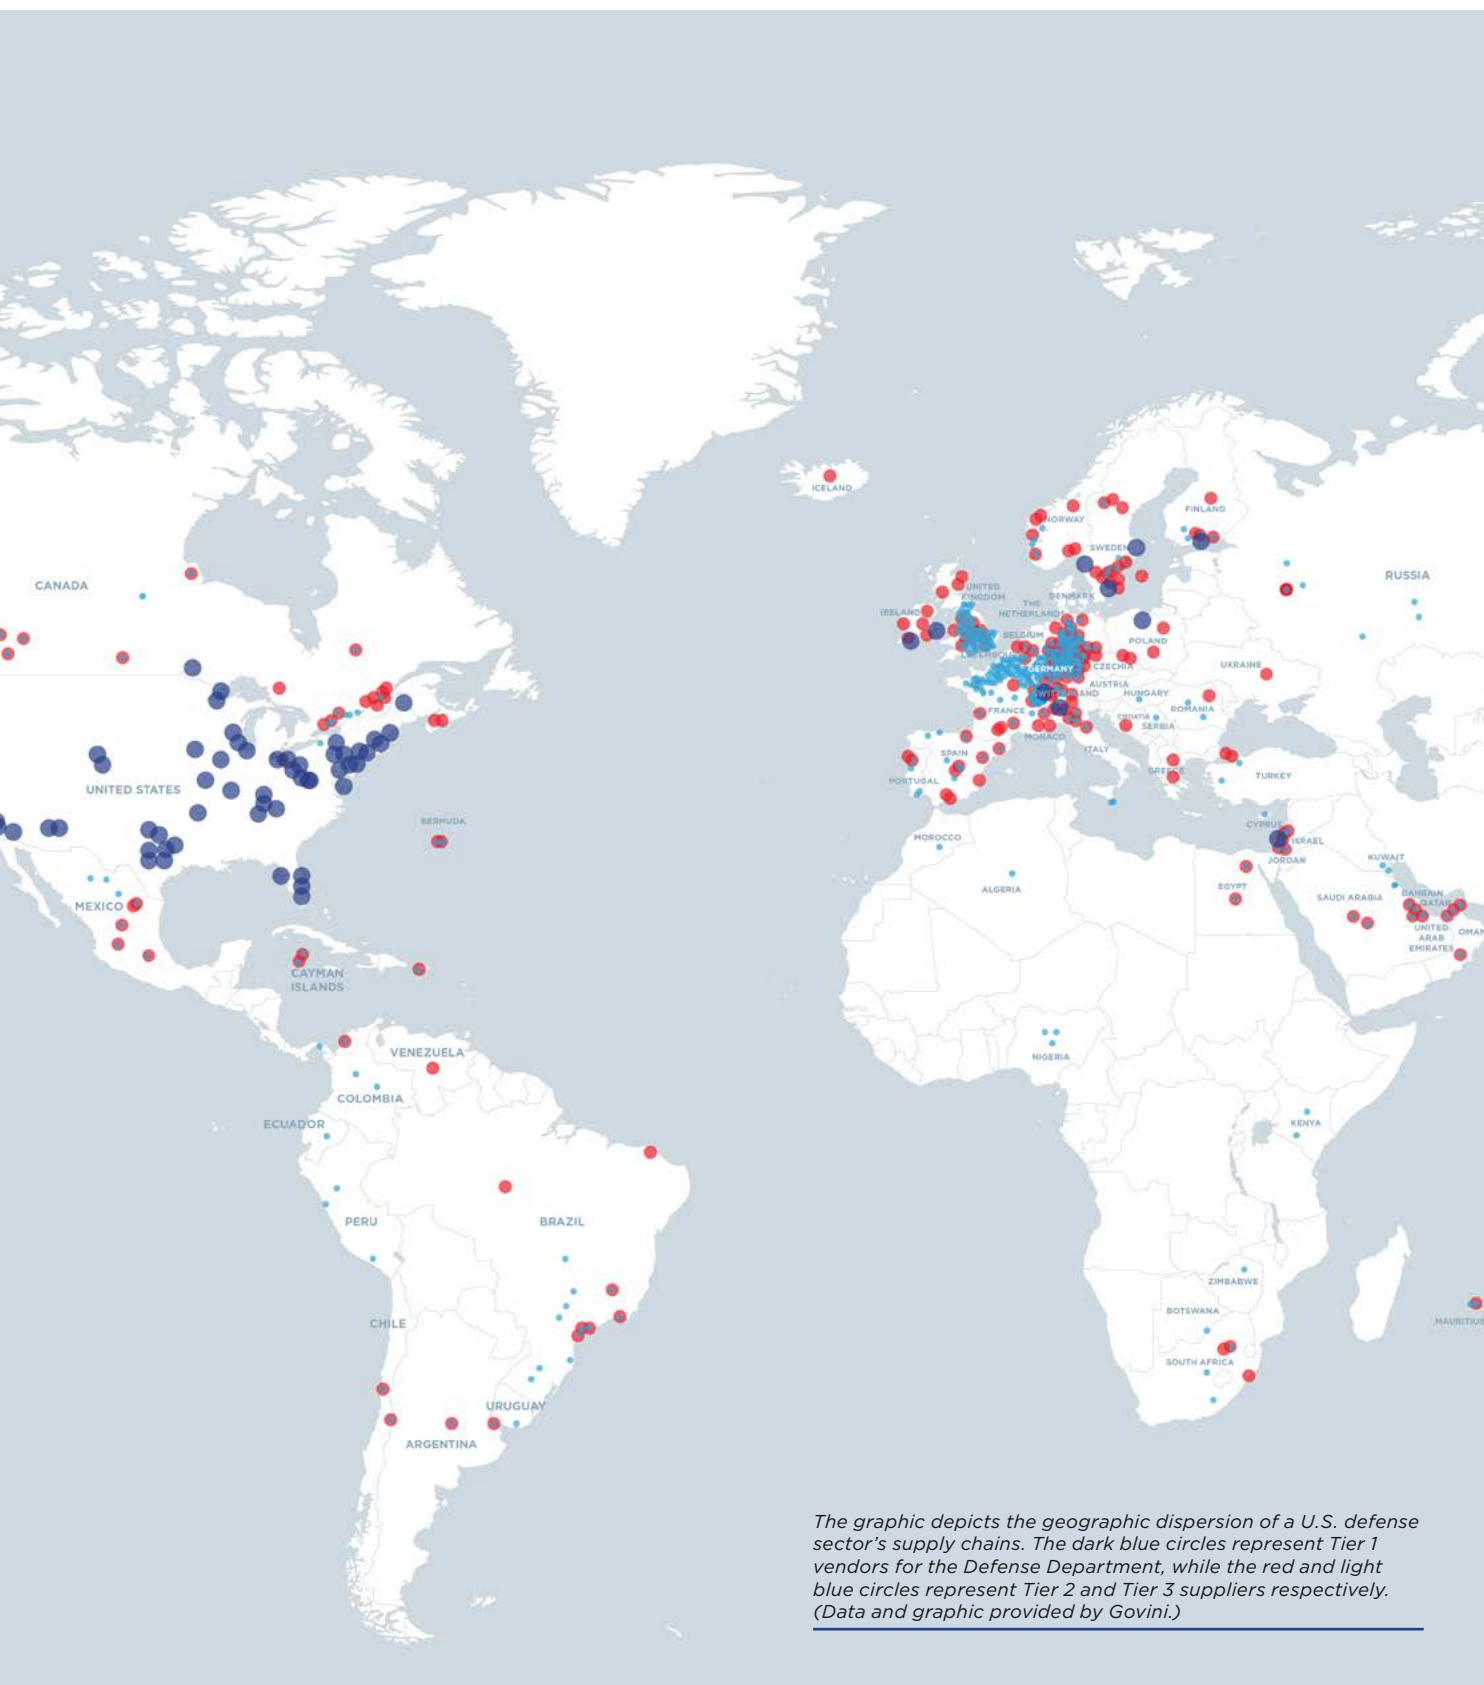 ICELAND
FINLAND
NORWAY
SWEDEN
RUSSIA
CANADA
UNITED
KINGDOM
DENMARK
THE
NETHERLANDS
IRELAND
BELGIUM
POLAND
LUXEMBOURG
GERMANY
CZECHIA
UKRAINE
AUSTRIA
SWITZERLAND
HUNGARY
FRANCE
ROMANIA
CROATIA
SERBIA
MONACO
ITALY
SPAIN
GREECE
TURKEY
PORTUGAL
UNITED STATES
BERMUDA
CYPRUS
MOROCCO
ISRAEL
JORDAN
KUWAIT
ALGERIA
EGYPT
SAUDI ARABIA
BAHRAIN
QATAR
MEXICO
UNITED
ARAB
EMIRATES
OMAN
CAYMAN
ISLANDS
VENEZUELA
NIGERIA
COLOMBIA
ECUADOR
KENYA
PERU
BRAZIL
ZIMBABWE
BOTSWANA
CHILE
MAURITIUS
SOUTH AFRICA
URUGUAY
ARGENTINA
The graphic depicts the geographic dispersion of a U.S. defense
sector's supply chains. The dark blue circles represent Tier 1
vendors for the Defense Department, while the red and light
blue circles represent Tier 2 and Tier 3 suppliers respectively.
(Data and graphic provided by Govini.)